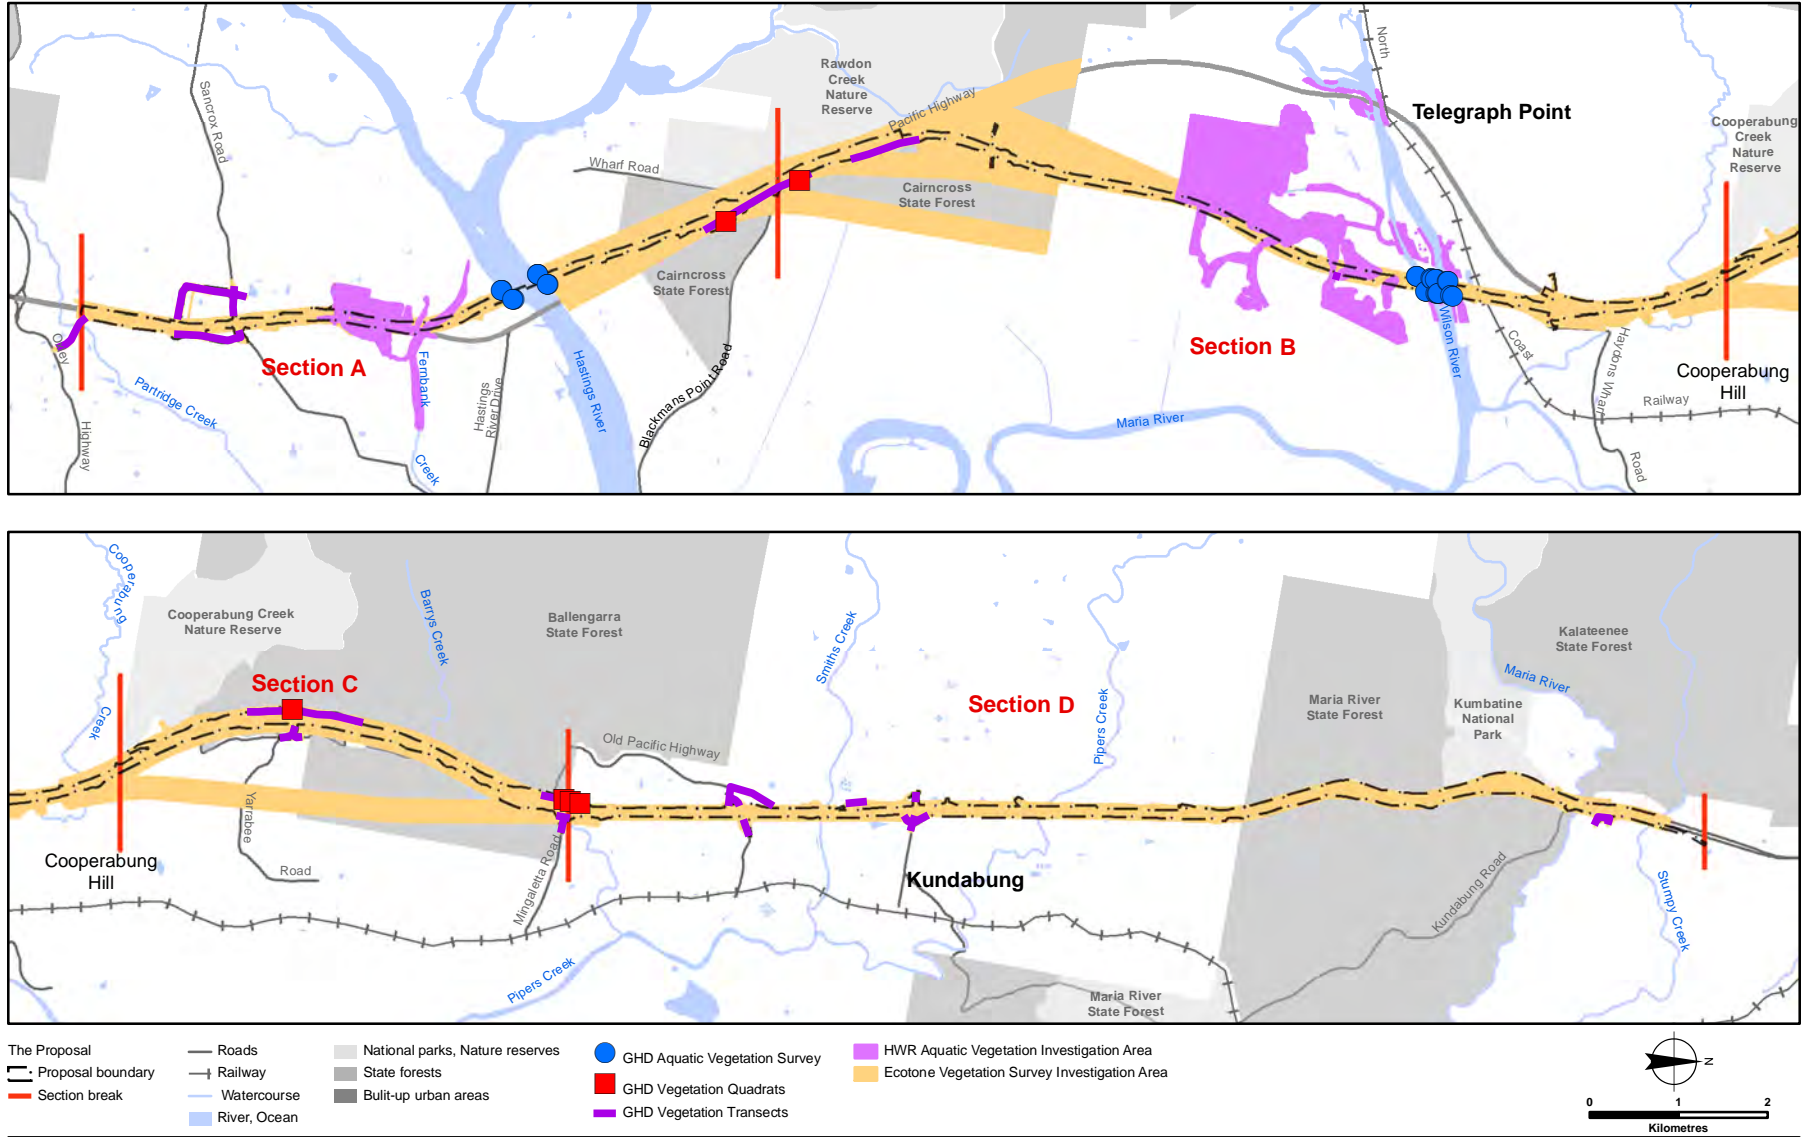 Rawdon
Creek
Nature
Reserve
Pacific Highway
North
Telegraph Point
Cooperabung
Creek
Nature
Reserve
Sancrox Road
Wharf Road
Cairncross
State Forest
Cairncross
State Forest
Section A
Section B
Oxley
Highway
Partridge Creek
Fernbank
Creek
Hastings
River Drive
Hastings River
Blackmans Point Road
Maria River
Wilson River
Coast
Railway
Haydons Wharf
Road
Cooperabung
Hill
Cooperabung
Creek
Cooperabung Creek
Nature Reserve
Barrys Creek
Ballengarra
State Forest
Smiths Creek
Section C
Section D
Pipers Creek
Maria River
State Forest
Kumbatine
National
Park
Kalateenee
State Forest
Maria River
Old Pacific Highway
Yarrabee
Road
Cooperabung
Hill
Mingaletta Road
Kundabung
Kundabung Road
Stumpy Creek
Pipers Creek
Maria River
State Forest
The Proposal
Proposal boundary
Section break
Roads
Railway
Watercourse
River, Ocean
National parks, Nature reserves
State forests
Bulit-up urban areas
GHD Aquatic Vegetation Survey
GHD Vegetation Quadrats
GHD Vegetation Transects
HWR Aquatic Vegetation Investigation Area
Ecotone Vegetation Survey Investigation Area
N
0 1 2
Kilometres